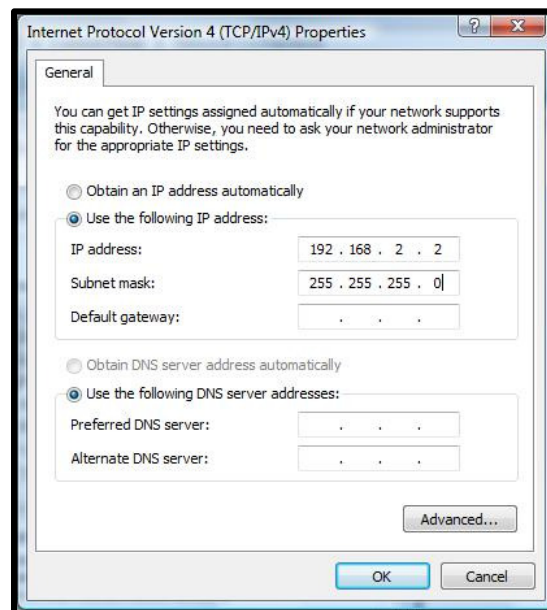 Internet Protocol Version 4 (TCP/IPv4) Properties
General
You can get IP settings assigned automatically if your network supports
this capability. Otherwise, you need to ask your network administrator
for the appropriate IP settings.
Obtain an IP address automatically
Use the following IP address:
IP address: 192 . 168 . 2 . 2
Subnet mask: 255 . 255 . 255 . 0
Default gateway: . . .
Obtain DNS server address automatically
Use the following DNS server addresses:
Preferred DNS server: . . .
Alternate DNS server: . . .
Advanced...
OK Cancel